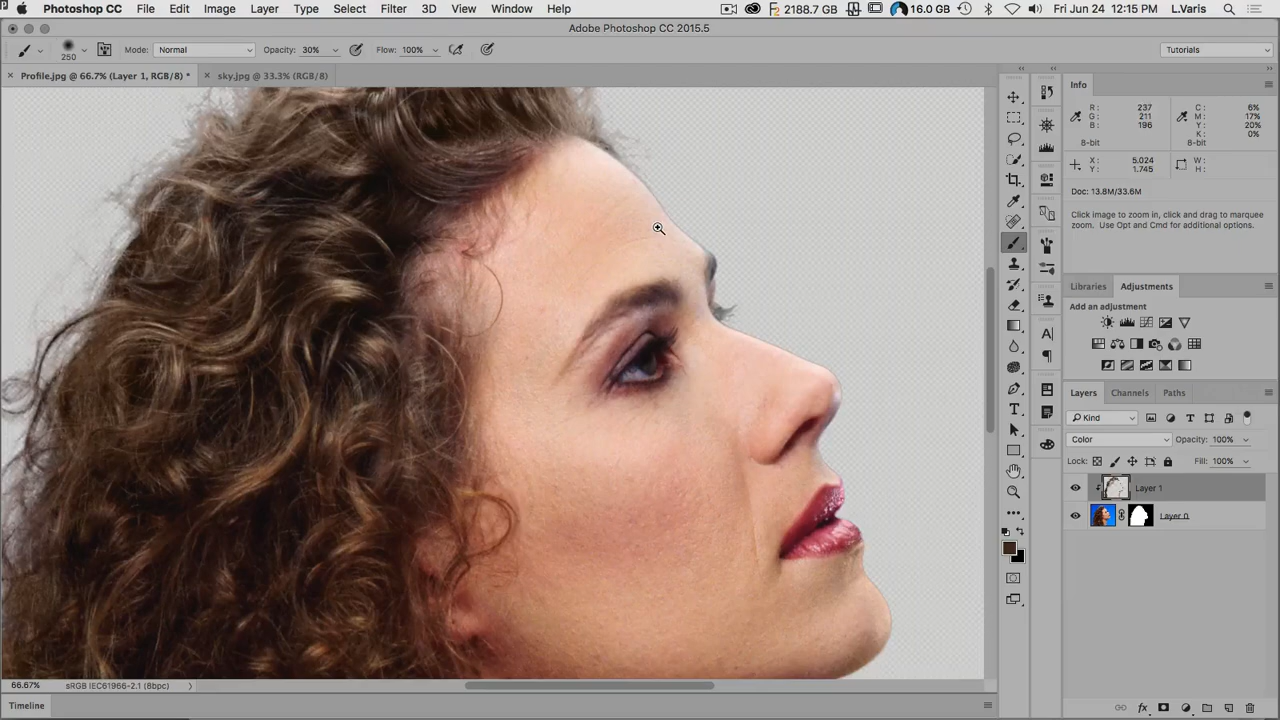 Photoshop CC File Edit Image Layer Type Select Filter 3D View Window Help 2188.7 GB 16.0 GB Fri Jun 24 12:15 PM L.Varis
Adobe Photoshop CC 2015.5
250 Mode: Normal Opacity: 30% Flow: 100% Tutorials
× Profile.jpg @ 66.7% (Layer 1, RGB/8) * × sky.jpg @ 33.3% (RGB/8)
Info
R: 237 C: 6%
G: 211 M: 17%
B: 196 Y: 20%
K: 0%
8-bit 8-bit
X: 5.024 W:
Y: 1.745 H:
Doc: 13.8M/33.6M
Click image to zoom in, click and drag to marquee
zoom. Use Opt and Cmd for additional options.
Libraries Adjustments
Add an adjustment
Layers Channels Paths
Kind
Color Opacity: 100%
Lock: Fill: 100%
Layer 1
Layer 0
66.67% sRGB IEC61966-2.1 (8bpc)
Timeline